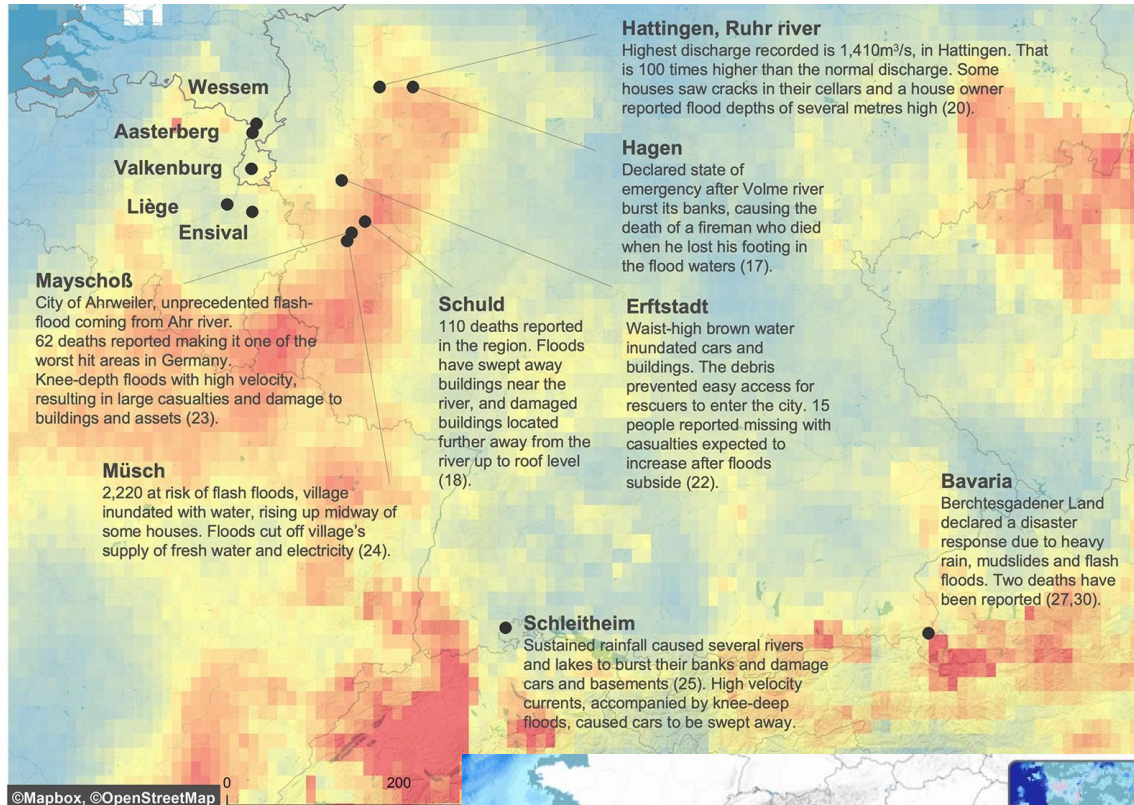 Hattingen, Ruhr river
Highest discharge recorded is 1,410m³/s, in Hattingen. That
is 100 times higher than the normal discharge. Some
houses saw cracks in their cellars and a house owner
reported flood depths of several metres high (20).
Wessem
Aasterberg
Valkenburg
Liège
Ensival
Hagen
Declared state of
emergency after Volme river
burst its banks, causing the
death of a fireman who died
when he lost his footing in
the flood waters (17).
Mayschoß
City of Ahrweiler, unprecedented flash-
flood coming from Ahr river.
62 deaths reported making it one of the
worst hit areas in Germany.
Knee-depth floods with high velocity,
resulting in large casualties and damage to
buildings and assets (23).
Schuld
110 deaths reported
in the region. Floods
have swept away
buildings near the
river, and damaged
buildings located
further away from the
river up to roof level
(18).
Erftstadt
Waist-high brown water
inundated cars and
buildings. The debris
prevented easy access for
rescuers to enter the city. 15
people reported missing with
casualties expected to
increase after floods
subside (22).
Müsch
2,220 at risk of flash floods, village
inundated with water, rising up midway of
some houses. Floods cut off village's
supply of fresh water and electricity (24).
Bavaria
Berchtesgadener Land
declared a disaster
response due to heavy
rain, mudslides and flash
floods. Two deaths have
been reported (27,30).
Schleitheim
Sustained rainfall caused several rivers
and lakes to burst their banks and damage
cars and basements (25). High velocity
currents, accompanied by knee-deep
floods, caused cars to be swept away.
0 200
©Mapbox, ©OpenStreetMap